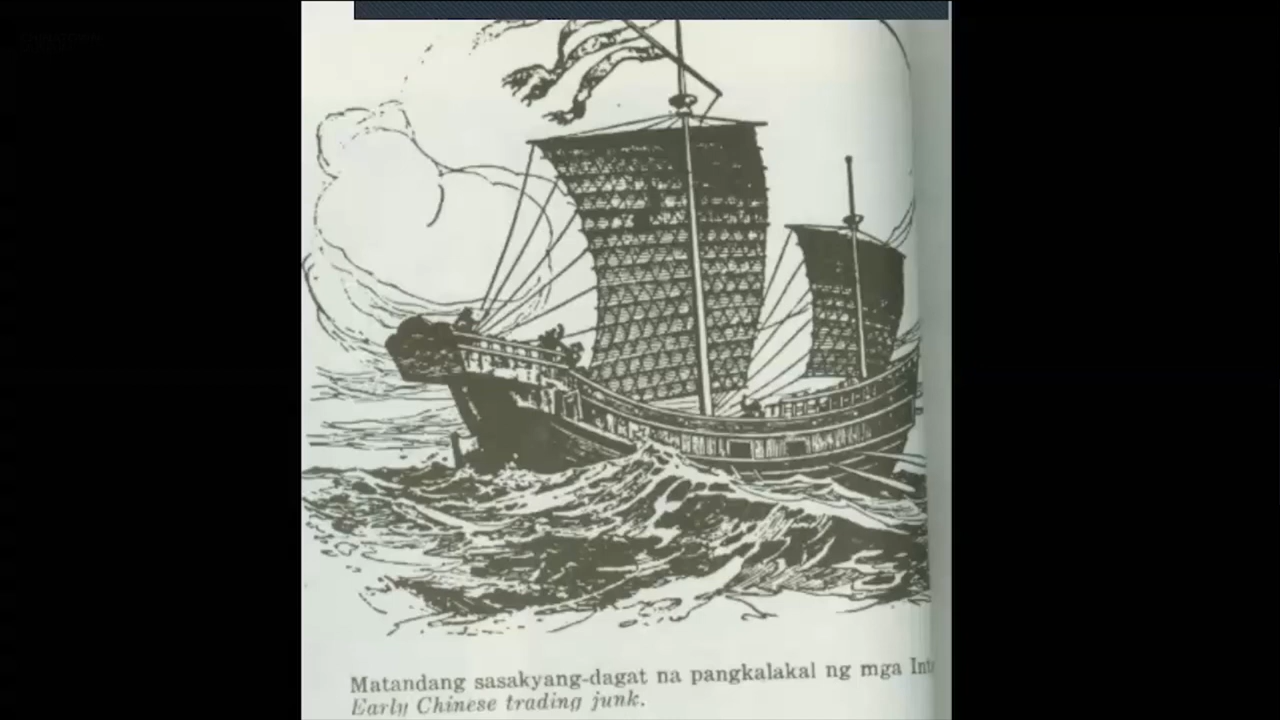 Matandang sasakyang-dagat na pangkalakal ng mga
Early Chinese trading junk.